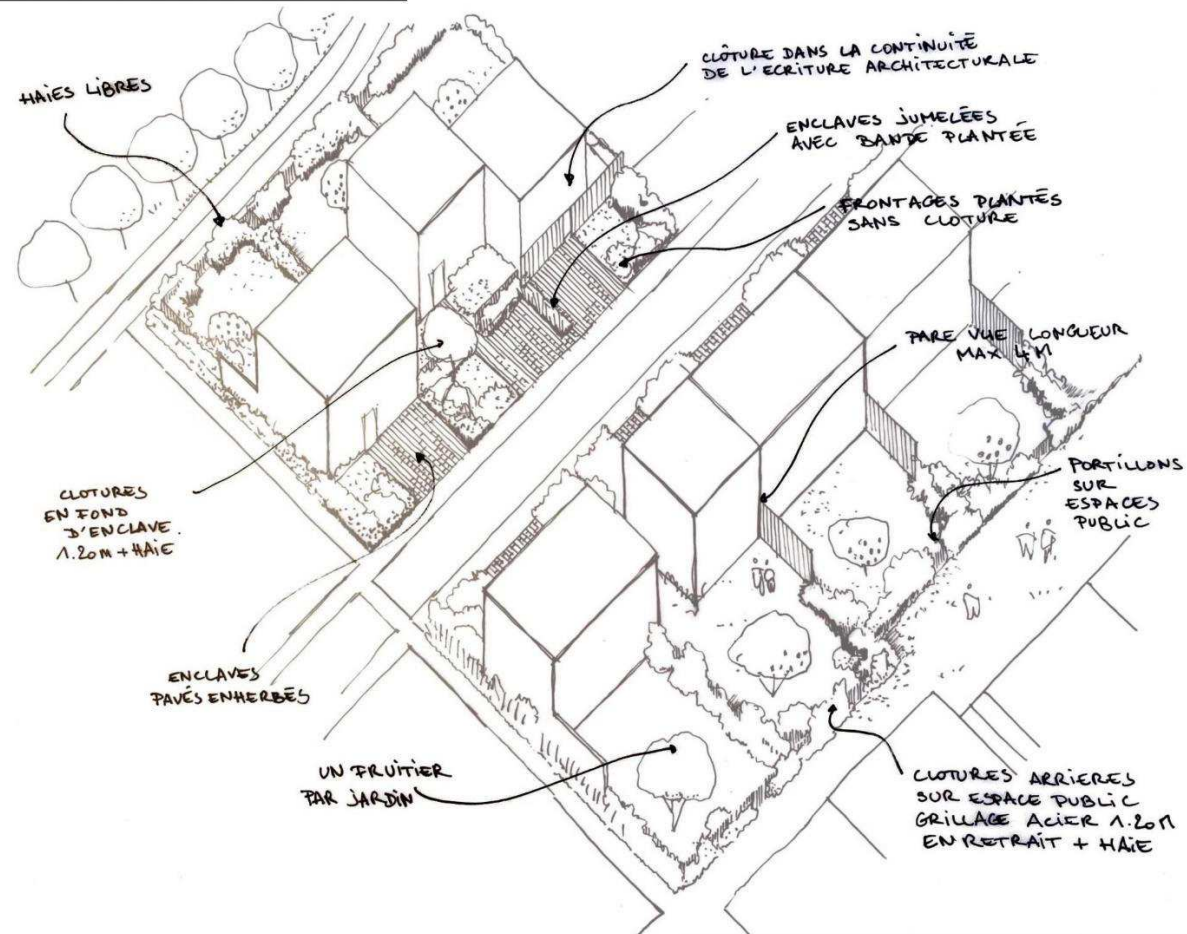 HAIES LIBRES
CLÔTURE DANS LA CONTINUITÉ
DE L'ECRITURE ARCHITECTURALE
ENCLAVES JUMELÉES
AVEC BANDE PLANTÉE
FRONTAGES PLANTÉS
SANS CLOTURE
PARE VUE LONGUEUR
MAX 4M
PORTILLONS
SUR
ESPACES
PUBLIC
CLOTURES
EN FOND
D'ENCLAVE
1.20M + HAIE
ENCLAVES
PAVÉS ENHERBÉS
UN FRUITIER
PAR JARDIN
CLOTURES ARRIERES
SUR ESPACE PUBLIC
GRILLAGE ACIER 1.20M
EN RETRAIT + HAIE